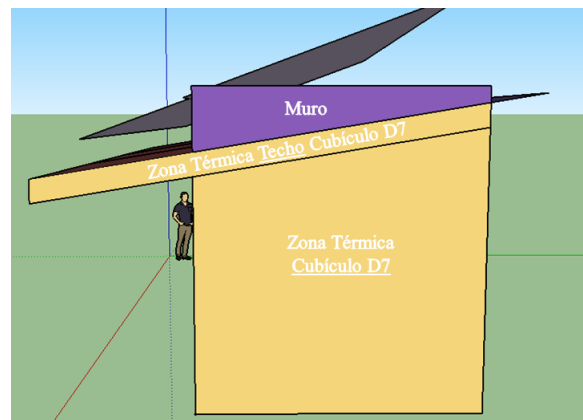 Muro
Zona Térmica Techo Cubículo D7
Zona Térmica
Cubículo D7